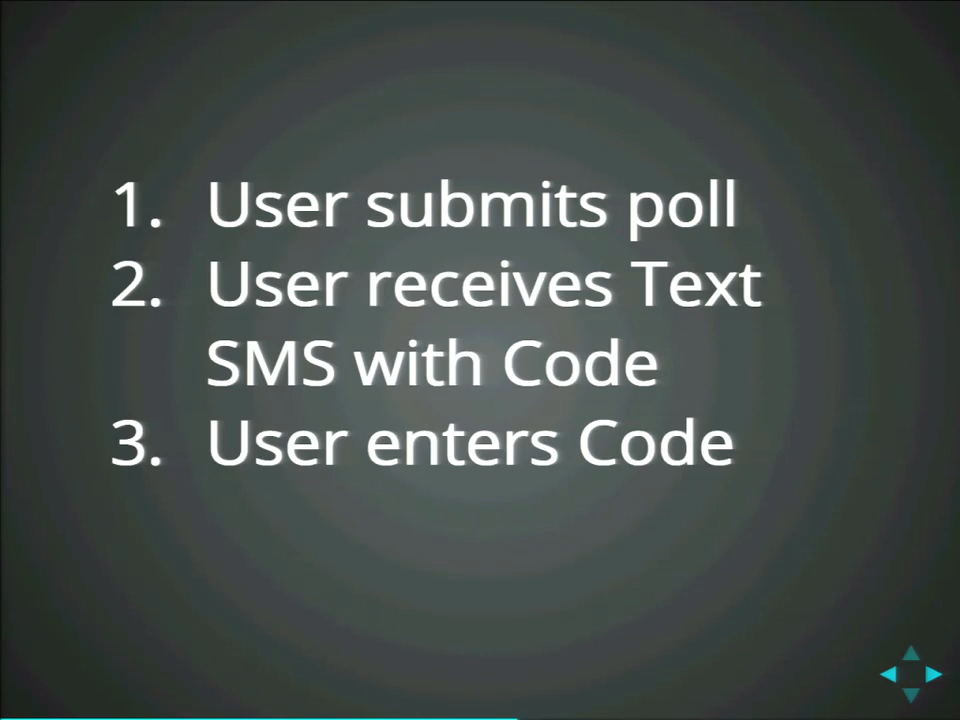 1. User submits poll
2. User receives Text
SMS with Code
3. User enters Code